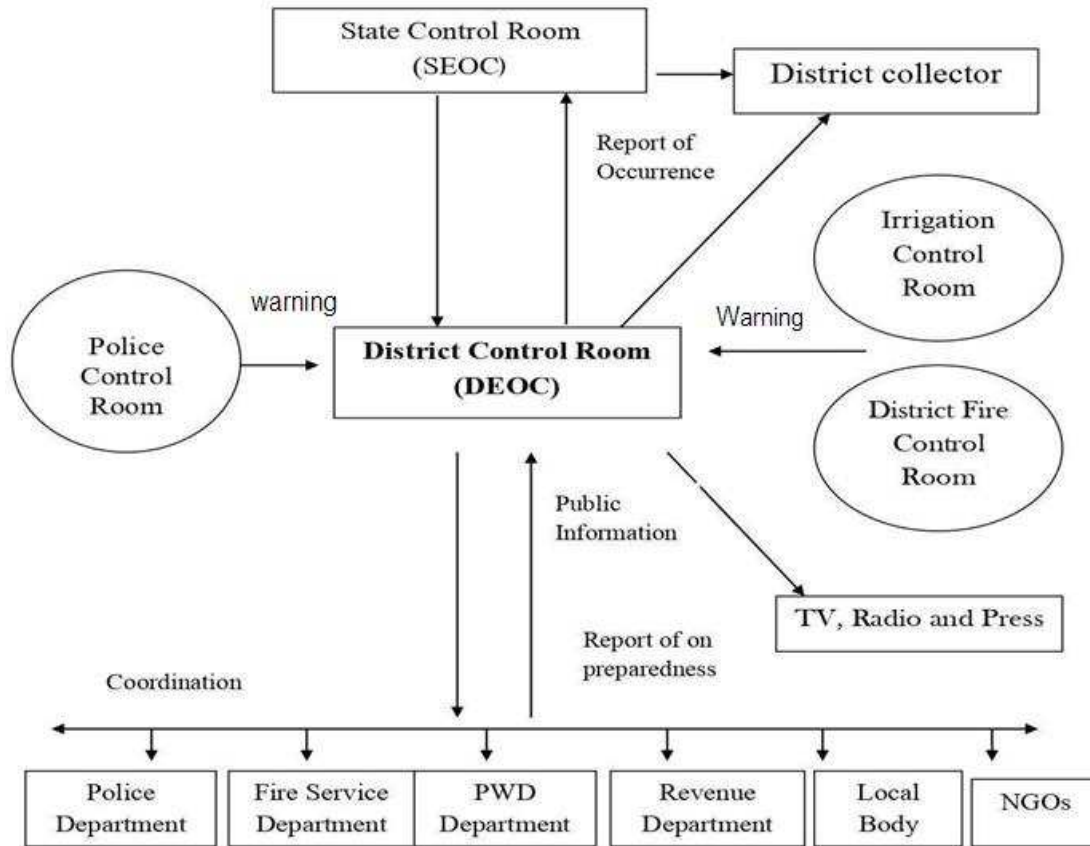 State Control Room
(SEOC)
District collector
Report of
Occurrence
Irrigation
Control
Room
warning
Warning
Police
Control
Room
District Control Room
(DEOC)
District Fire
Control
Room
Public
Information
TV, Radio and Press
Report of on
preparedness
Coordination
Police
Department
Fire Service
Department
PWD
Department
Revenue
Department
Local
Body
NGOs